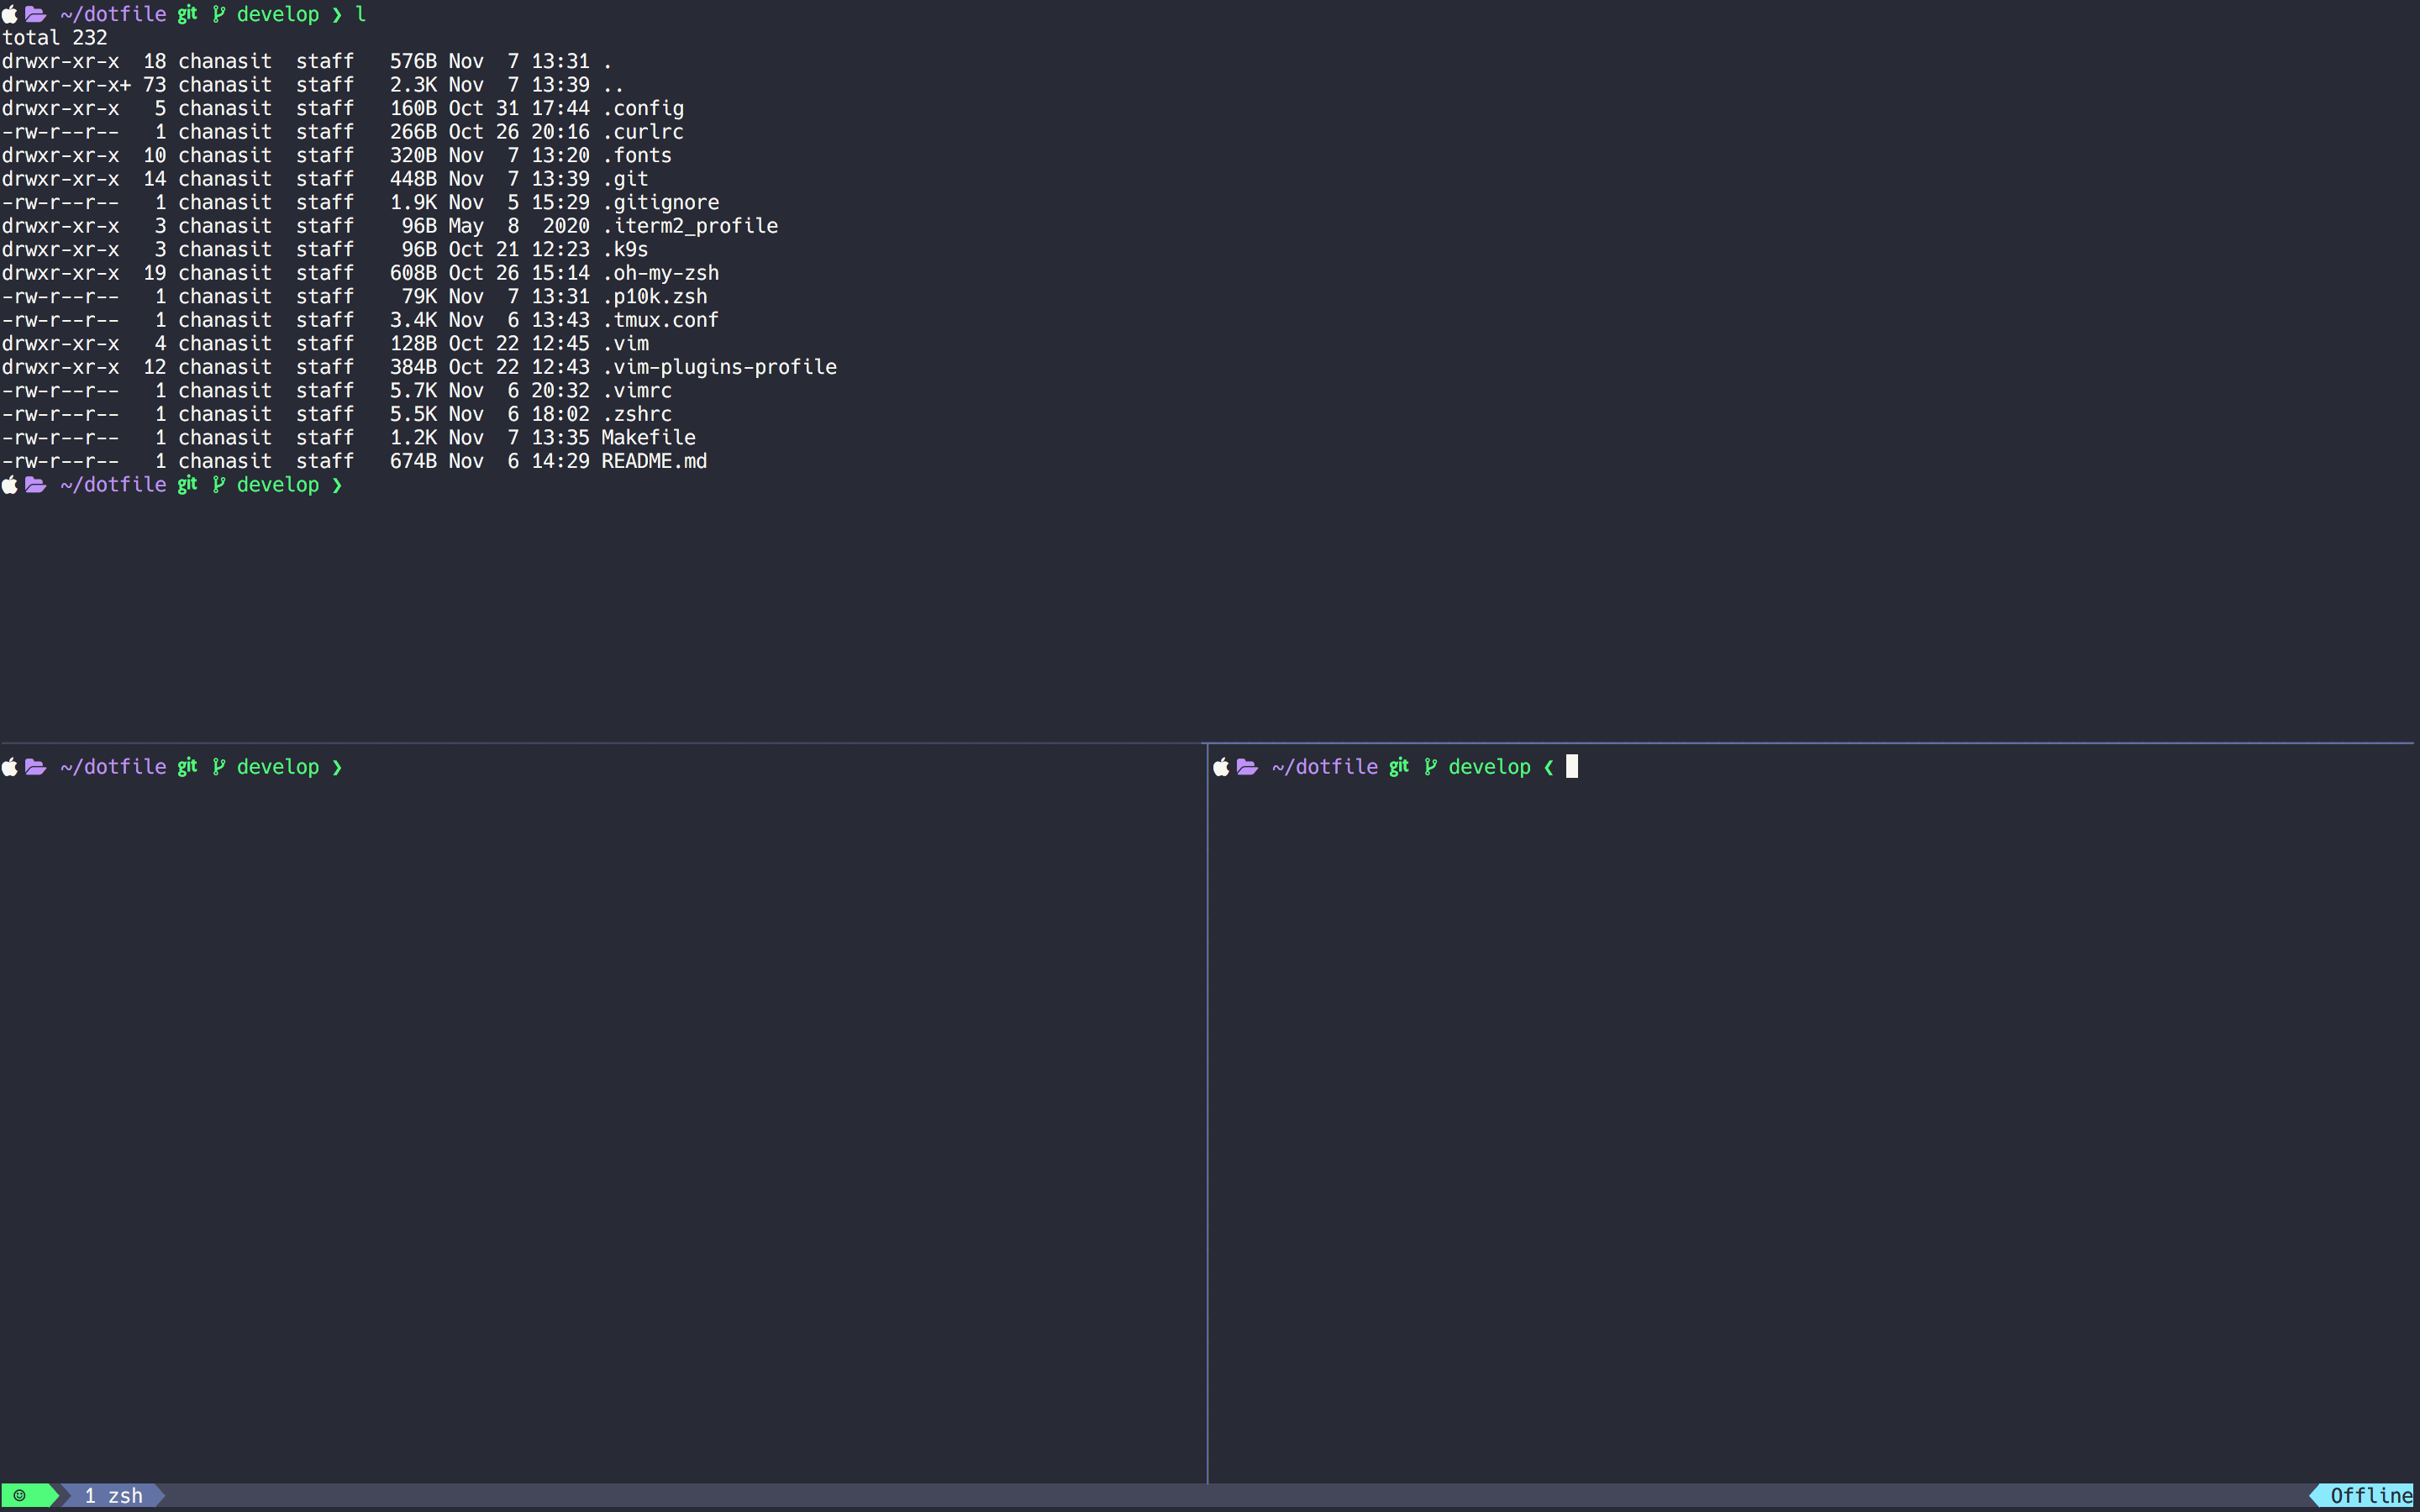 ~/dotfile git develop ❯ l
total 232
drwxr-xr-x  18 chanasit  staff   576B Nov  7 13:31 .
drwxr-xr-x+ 73 chanasit  staff   2.3K Nov  7 13:39 ..
drwxr-xr-x   5 chanasit  staff   160B Oct 31 17:44 .config
-rw-r--r--   1 chanasit  staff   266B Oct 26 20:16 .curlrc
drwxr-xr-x  10 chanasit  staff   320B Nov  7 13:20 .fonts
drwxr-xr-x  14 chanasit  staff   448B Nov  7 13:39 .git
-rw-r--r--   1 chanasit  staff   1.9K Nov  5 15:29 .gitignore
drwxr-xr-x   3 chanasit  staff    96B May  8  2020 .iterm2_profile
drwxr-xr-x   3 chanasit  staff    96B Oct 21 12:23 .k9s
drwxr-xr-x  19 chanasit  staff   608B Oct 26 15:14 .oh-my-zsh
-rw-r--r--   1 chanasit  staff    79K Nov  7 13:31 .p10k.zsh
-rw-r--r--   1 chanasit  staff   3.4K Nov  6 13:43 .tmux.conf
drwxr-xr-x   4 chanasit  staff   128B Oct 22 12:45 .vim
drwxr-xr-x  12 chanasit  staff   384B Oct 22 12:43 .vim-plugins-profile
-rw-r--r--   1 chanasit  staff   5.7K Nov  6 20:32 .vimrc
-rw-r--r--   1 chanasit  staff   5.5K Nov  6 18:02 .zshrc
-rw-r--r--   1 chanasit  staff   1.2K Nov  7 13:35 Makefile
-rw-r--r--   1 chanasit  staff   674B Nov  6 14:29 README.md
~/dotfile git develop ❯
~/dotfile git develop ❯
~/dotfile git develop ❮
1 zsh
Offline